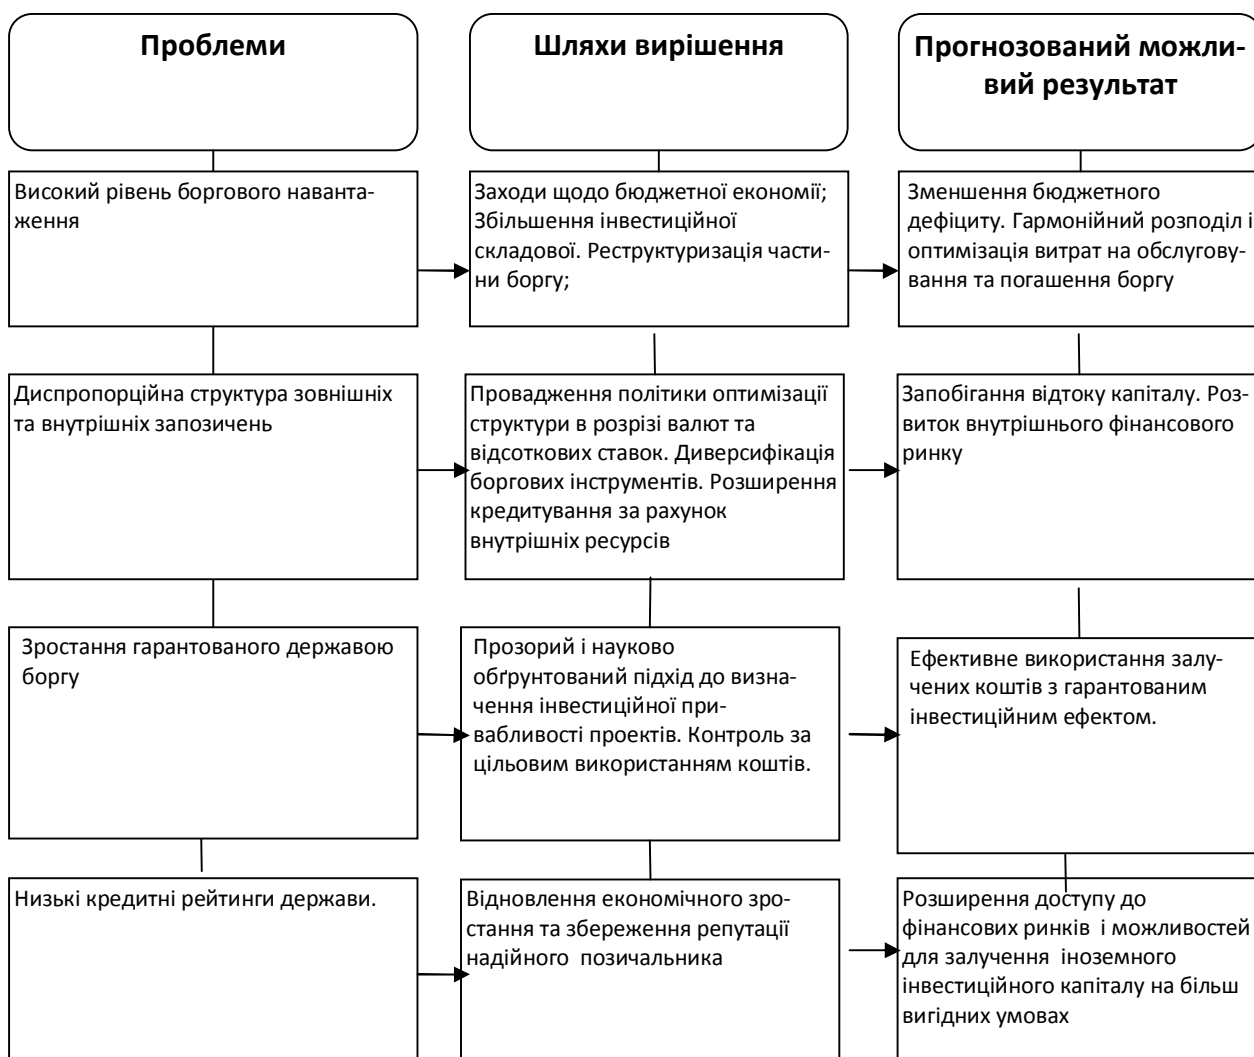 Проблеми
Шляхи вирішення
Прогнозований можли-
вий результат
Високий рівень боргового наванта-
ження
Заходи щодо бюджетної економії;
Збільшення інвестиційної
складової. Реструктуризація части-
ни боргу;
Зменшення бюджетного
дефіциту. Гармонійний розподіл і
оптимізація витрат на обслугову-
вання та погашення боргу
Диспропорційна структура зовнішніх
та внутрішніх запозичень
Провадження політики оптимізації
структури в розрізі валют та
відсоткових ставок. Диверсифікація
боргових інструментів. Розширення
кредитування за рахунок
внутрішніх ресурсів
Запобігання відтоку капіталу. Роз-
виток внутрішнього фінансового
ринку
Зростання гарантованого державою
боргу
Прозорий і науково
обґрунтований підхід до визна-
чення інвестиційної при-
вабливості проектів. Контроль за
цільовим використанням коштів.
Ефективне використання залу-
чених коштів з гарантованим
інвестиційним ефектом.
Низькі кредитні рейтинги держави.
Відновлення економічного зро-
стання та збереження репутації
надійного позичальника
Розширення доступу до
фінансових ринків і можливостей
для залучення іноземного
інвестиційного капіталу на більш
вигідних умовах